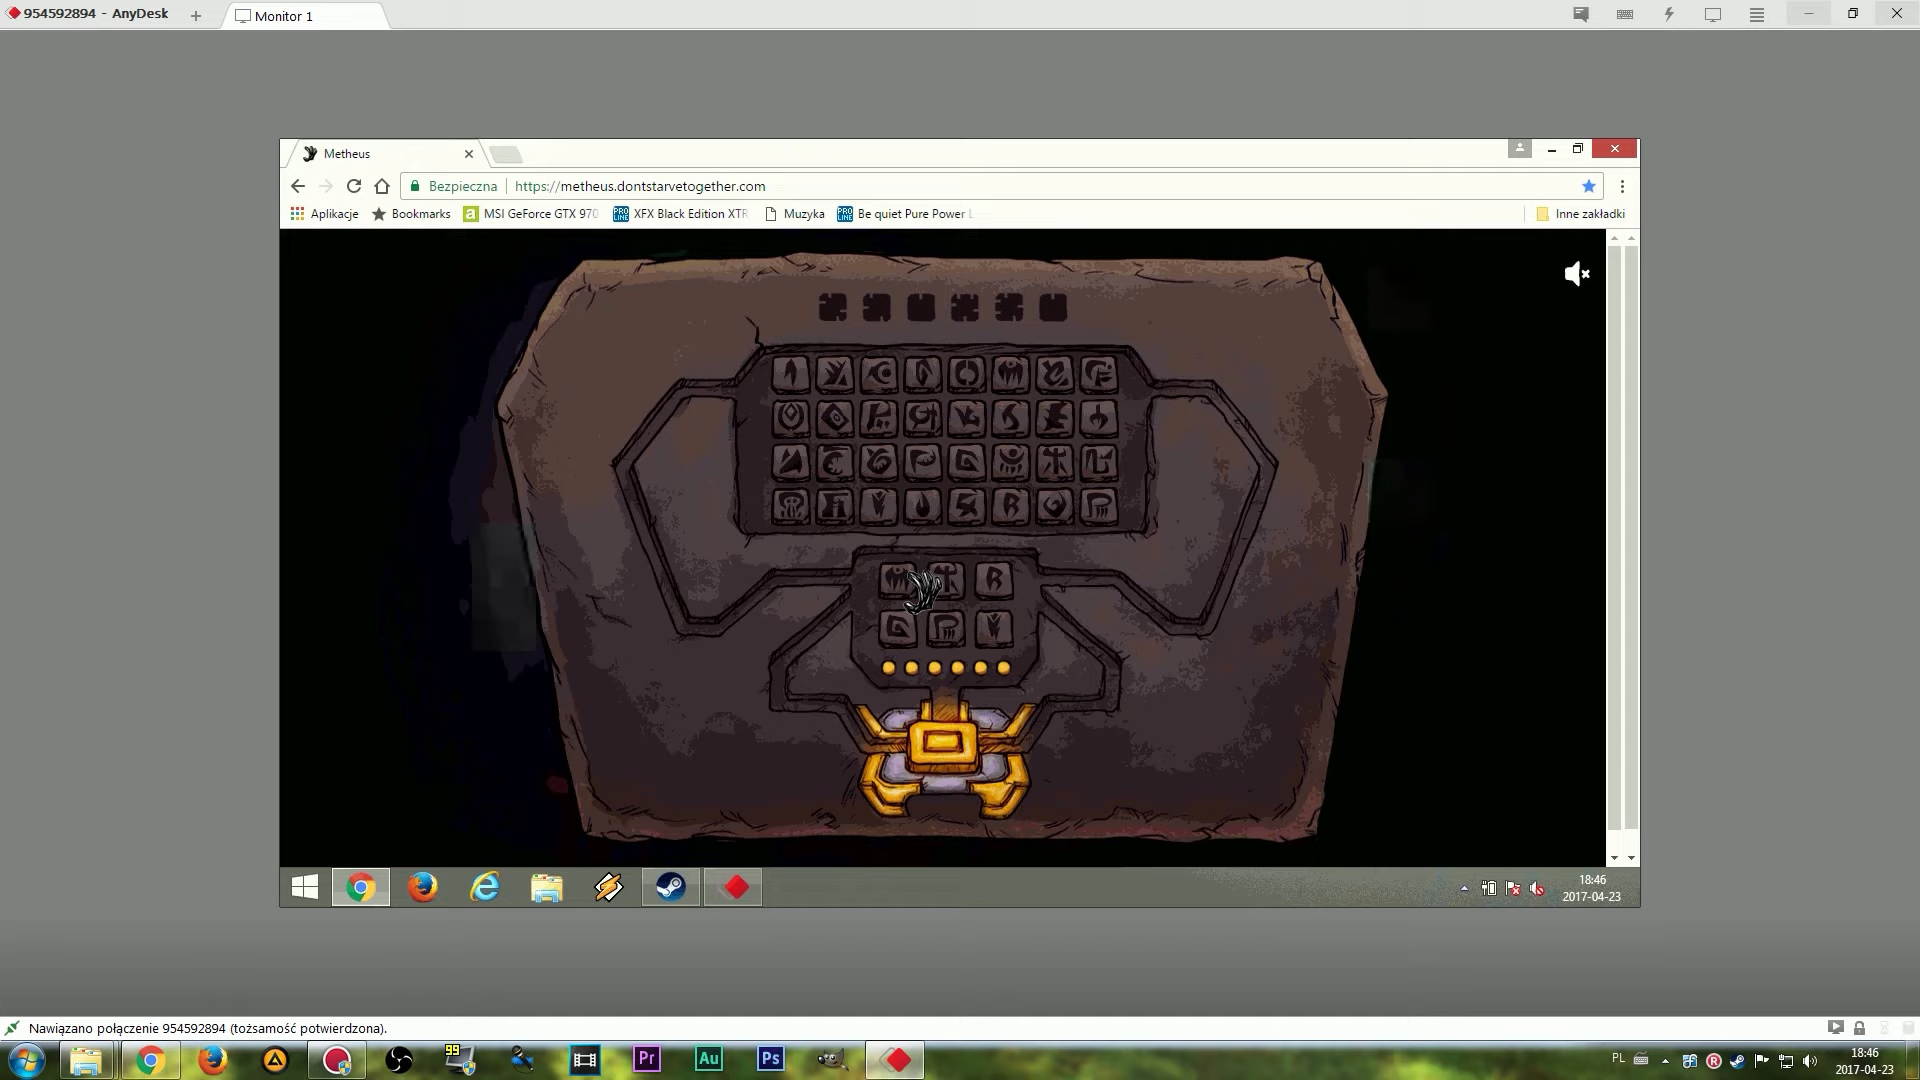 954592894 - AnyDesk
Monitor 1
Metheus
Bezpieczna https://metheus.dontstarvetogether.com
Aplikacje Bookmarks MSI GeForce GTX 970 XFX Black Edition XTR Muzyka Be quiet Pure Power Inne zakładki
18:46
2017-04-23
Nawiązano połączenie 954592894 (tożsamość potwierdzona).
99 Pr Au Ps PL 18:46
2017-04-23